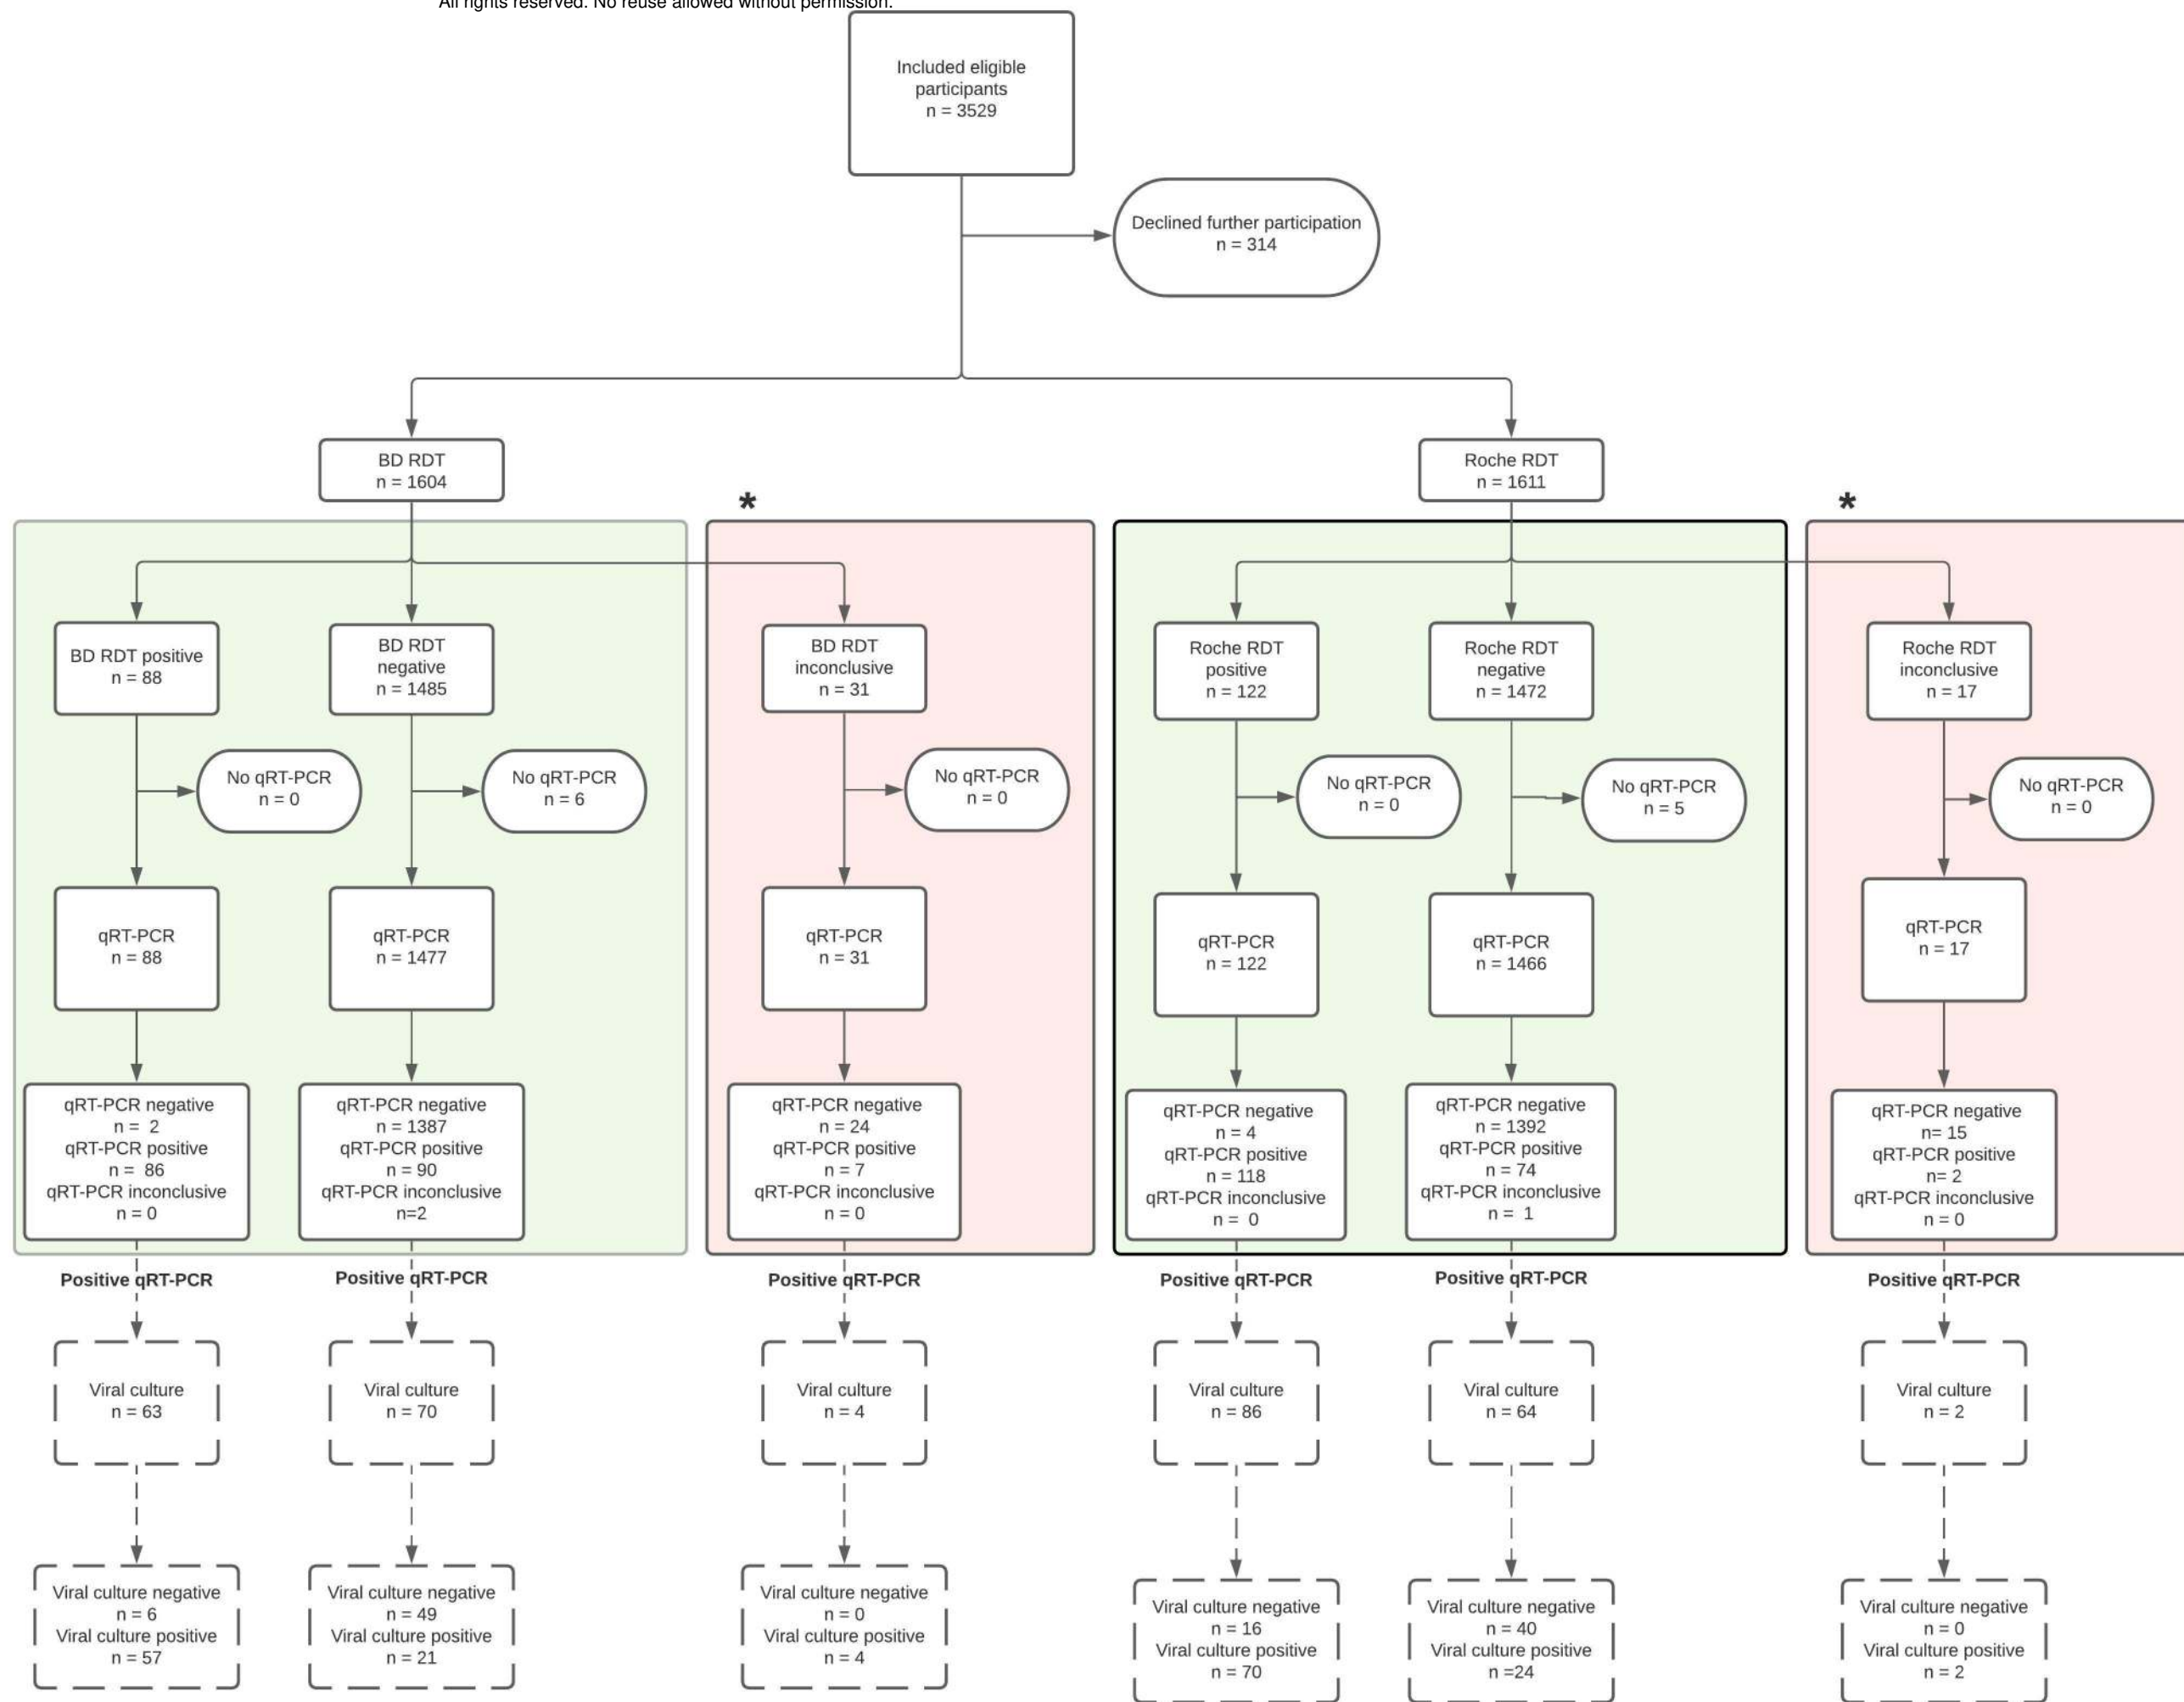 All rights reserved. No reuse allowed without permission.
Included eligible
participants
n = 3529
Declined further participation
n = 314
BD RDT
n = 1604
Roche RDT
n = 1611
*
*
BD RDT positive
n = 88
BD RDT
negative
n = 1485
BD RDT
inconclusive
n = 31
Roche RDT
positive
n = 122
Roche RDT
negative
n = 1472
Roche RDT
inconclusive
n = 17
No qRT-PCR
n = 0
No qRT-PCR
n = 6
No qRT-PCR
n = 0
No qRT-PCR
n = 0
No qRT-PCR
n = 5
No qRT-PCR
n = 0
qRT-PCR
n = 88
qRT-PCR
n = 1477
qRT-PCR
n = 31
qRT-PCR
n = 122
qRT-PCR
n = 1466
qRT-PCR
n = 17
qRT-PCR negative
n = 2
qRT-PCR positive
n = 86
qRT-PCR inconclusive
n = 0
qRT-PCR negative
n = 1387
qRT-PCR positive
n = 90
qRT-PCR inconclusive
n=2
qRT-PCR negative
n = 24
qRT-PCR positive
n = 7
qRT-PCR inconclusive
n = 0
qRT-PCR negative
n = 4
qRT-PCR positive
n = 118
qRT-PCR inconclusive
n = 0
qRT-PCR negative
n = 1392
qRT-PCR positive
n = 74
qRT-PCR inconclusive
n = 1
qRT-PCR negative
n= 15
qRT-PCR positive
n= 2
qRT-PCR inconclusive
n = 0
Positive qRT-PCR
Positive qRT-PCR
Positive qRT-PCR
Positive qRT-PCR
Positive qRT-PCR
Positive qRT-PCR
Viral culture
n = 63
Viral culture
n = 70
Viral culture
n = 4
Viral culture
n = 86
Viral culture
n = 64
Viral culture
n = 2
Viral culture negative
n = 6
Viral culture positive
n = 57
Viral culture negative
n = 49
Viral culture positive
n = 21
Viral culture negative
n = 0
Viral culture positive
n = 4
Viral culture negative
n = 16
Viral culture positive
n = 70
Viral culture negative
n = 40
Viral culture positive
n =24
Viral culture negative
n = 0
Viral culture positive
n = 2